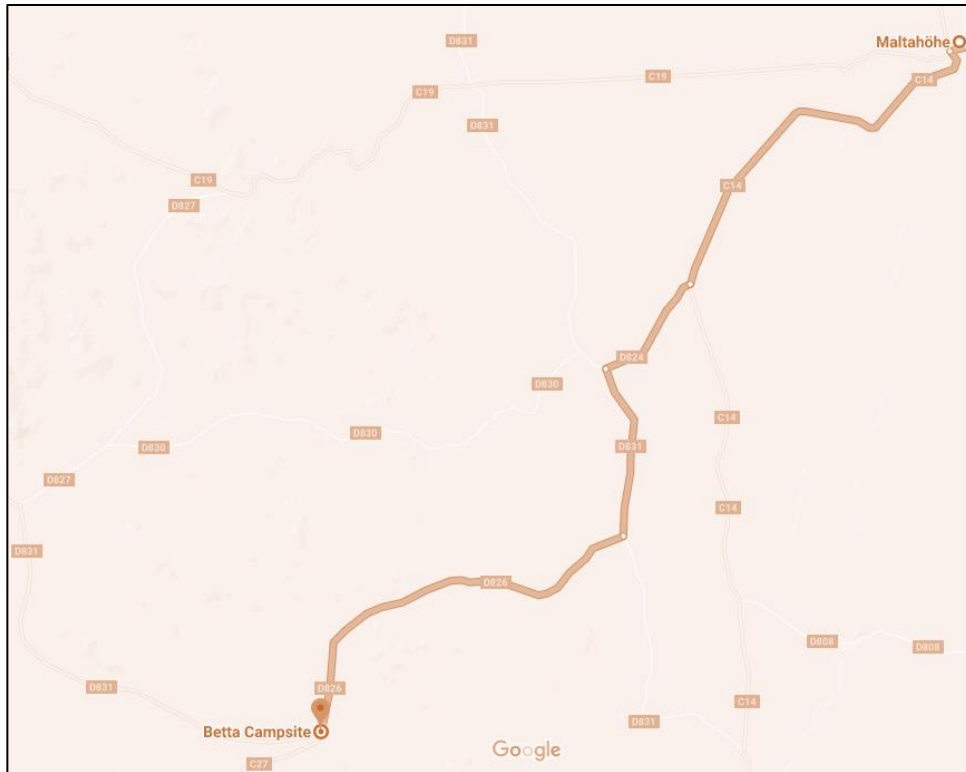 D831
Maltahöhe
C19
C14
C19
D831
C19
D827
C14
D824
D830
C14
D830
D830
D831
D827
C14
D831
D826
D808
D808
D831
D826
C14
D831
Betta Campsite
Google
C27